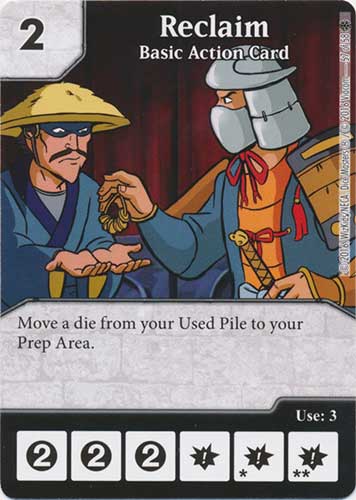 2
Reclaim
Basic Action Card
Move a die from your Used Pile to your
Prep Area.
Use: 3
2 2 2 ! ! !
* **